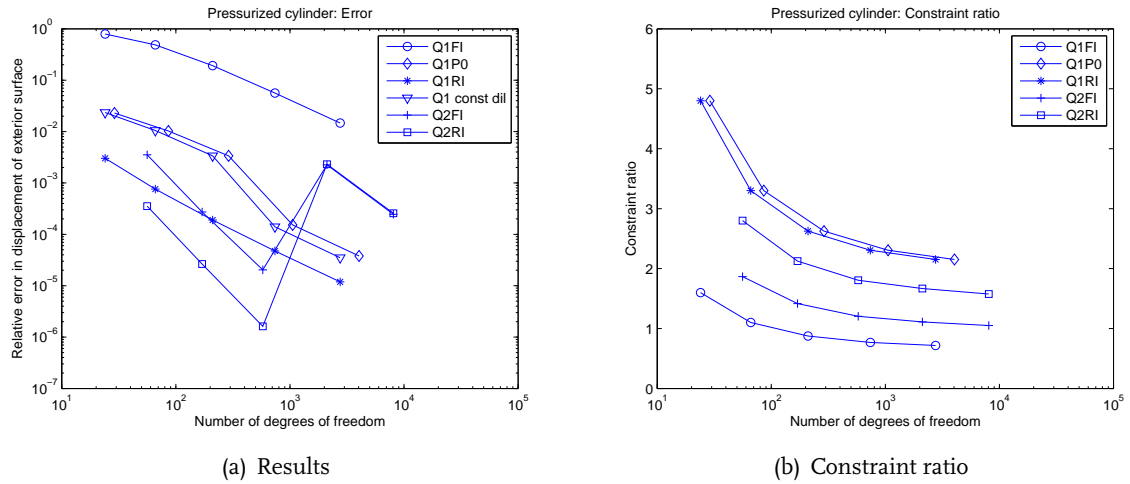 Pressurized cylinder: Error
10^0
10^-1
10^-2
10^-3
10^-4
10^-5
10^-6
10^-7
Relative error in displacement of exterior surface
Q1FI
Q1P0
Q1RI
Q1 const dil
Q2FI
Q2RI
10^1 10^2 10^3 10^4 10^5
Number of degrees of freedom
(a) Results
Pressurized cylinder: Constraint ratio
6
5
4
3
2
1
0
Constraint ratio
Q1FI
Q1P0
Q1RI
Q2FI
Q2RI
10^1 10^2 10^3 10^4 10^5
Number of degrees of freedom
(b) Constraint ratio